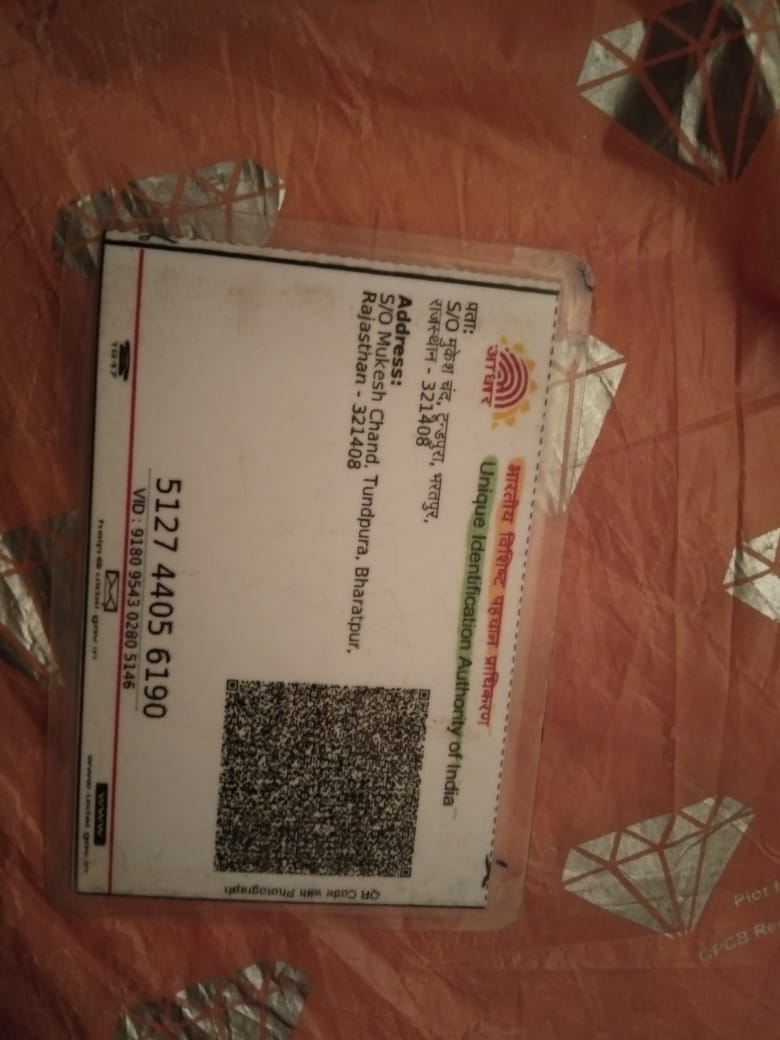 आधार
भारतीय विशिष्ट पहचान प्राधिकरण
Unique Identification Authority of India
पता:
S/O मुकेश चंद, टुन्डपुरा, भरतपुर,
राजस्थान - 321408
Address:
S/O Mukesh Chand, Tundpura, Bharatpur,
Rajasthan - 321408
QR Code with Photograph
5127 4405 6190
VID : 9180 9543 0280 5146
1947
help@uidai.gov.in
www
www.uidai.gov.in
Plot
CPCB Re